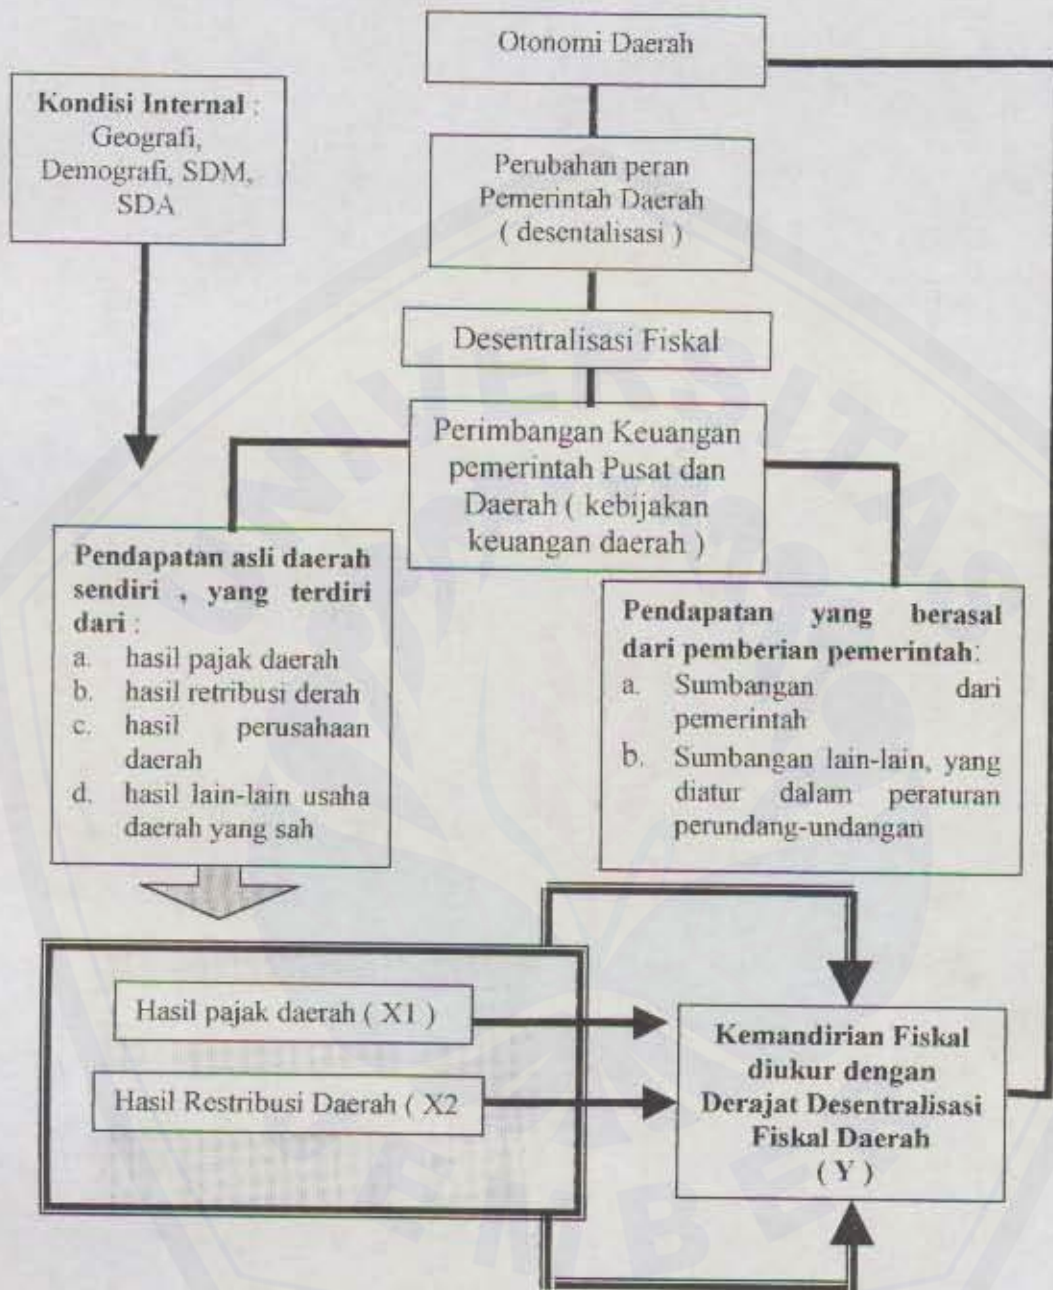 Otonomi Daerah
Kondisi Internal :
Geografi,
Demografi, SDM,
SDA
Perubahan peran
Pemerintah Daerah
( desentalisasi )
Desentralisasi Fiskal
Perimbangan Keuangan
pemerintah Pusat dan
Daerah ( kebijakan
keuangan daerah )
Pendapatan asli daerah
sendiri , yang terdiri
dari :
a. hasil pajak daerah
b. hasil retribusi derah
c. hasil perusahaan
daerah
d. hasil lain-lain usaha
daerah yang sah
Pendapatan yang berasal
dari pemberian pemerintah:
a. Sumbangan dari
pemerintah
b. Sumbangan lain-lain, yang
diatur dalam peraturan
perundang-undangan
Hasil pajak daerah ( X1 )
Hasil Restribusi Daerah ( X2
Kemandirian Fiskal
diukur dengan
Derajat Desentralisasi
Fiskal Daerah
( Y )
UNIVERSITAS
EMBE